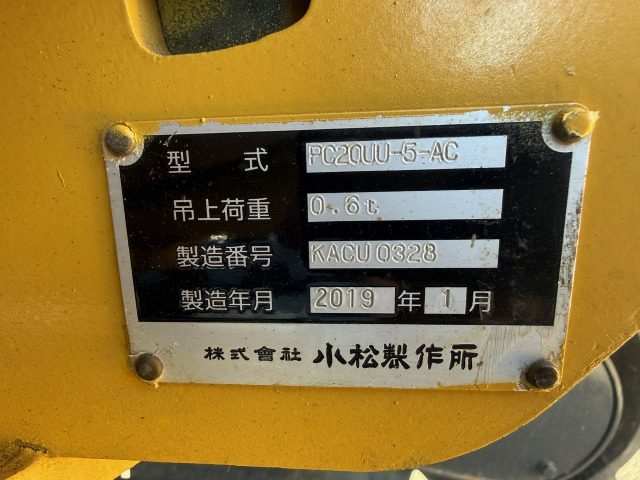 型 式 PC20UU-5-AC
吊上荷重 0.6t
製造番号 KACU0328
製造年月 2019 年 1 月
株式會社 小松製作所